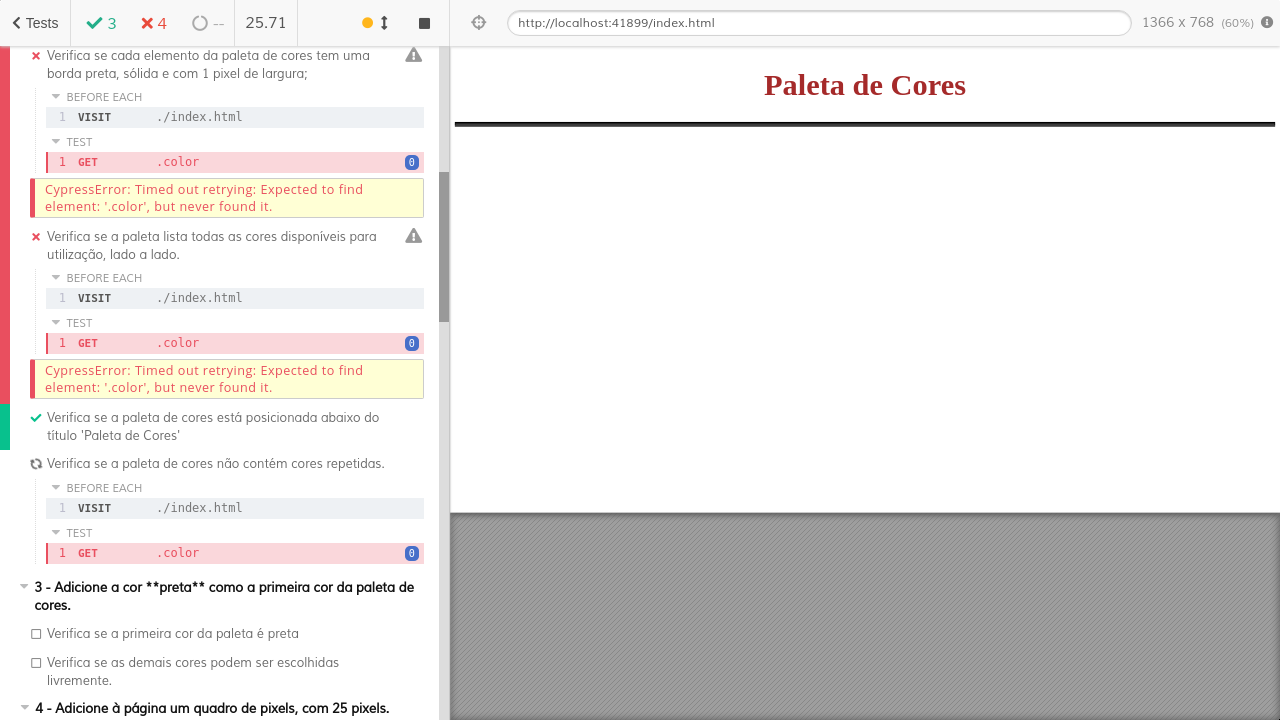 Tests
3
4
--
25.71
http://localhost:41899/index.html
1366 x 768 (60%)
Verifica se cada elemento da paleta de cores tem uma
borda preta, sólida e com 1 pixel de largura;
BEFORE EACH
1 VISIT ./index.html
TEST
1 GET .color 0
CypressError: Timed out retrying: Expected to find
element: '.color', but never found it.
Verifica se a paleta lista todas as cores disponíveis para
utilização, lado a lado.
BEFORE EACH
1 VISIT ./index.html
TEST
1 GET .color 0
CypressError: Timed out retrying: Expected to find
element: '.color', but never found it.
Verifica se a paleta de cores está posicionada abaixo do
título 'Paleta de Cores'
Verifica se a paleta de cores não contém cores repetidas.
BEFORE EACH
1 VISIT ./index.html
TEST
1 GET .color 0
3 - Adicione a cor **preta** como a primeira cor da paleta de
cores.
Verifica se a primeira cor da paleta é preta
Verifica se as demais cores podem ser escolhidas
livremente.
4 - Adicione à página um quadro de pixels, com 25 pixels.
Paleta de Cores